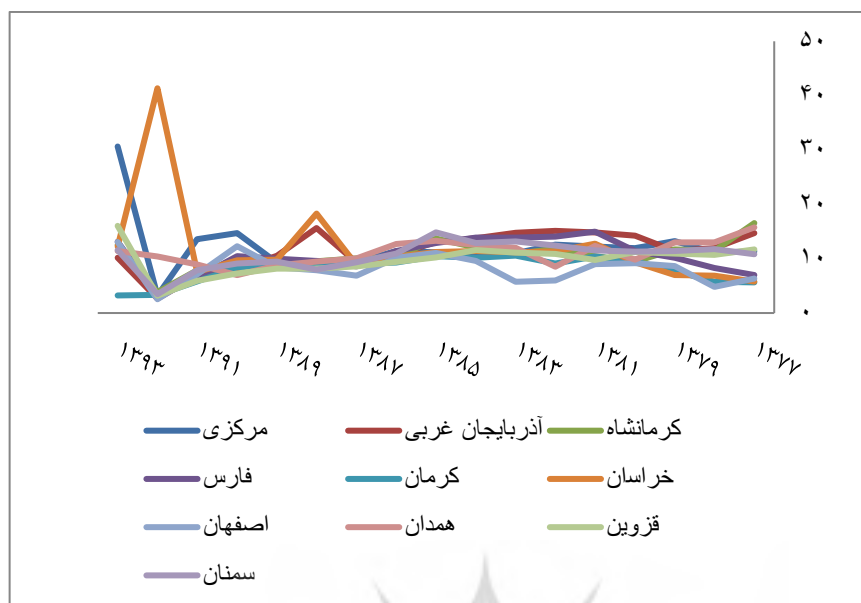 ۵۰
۴۰
۳۰
۲۰
۱۰
۰
۱۳۷۷ ۱۳۷۹ ۱۳۸۱ ۱۳۸۳ ۱۳۸۵ ۱۳۸۷ ۱۳۸۹ ۱۳۹۱ ۱۳۹۳
کرمانشاه آذربایجان غربی مرکزی
خراسان کرمان فارس
قزوین همدان اصفهان
سمنان